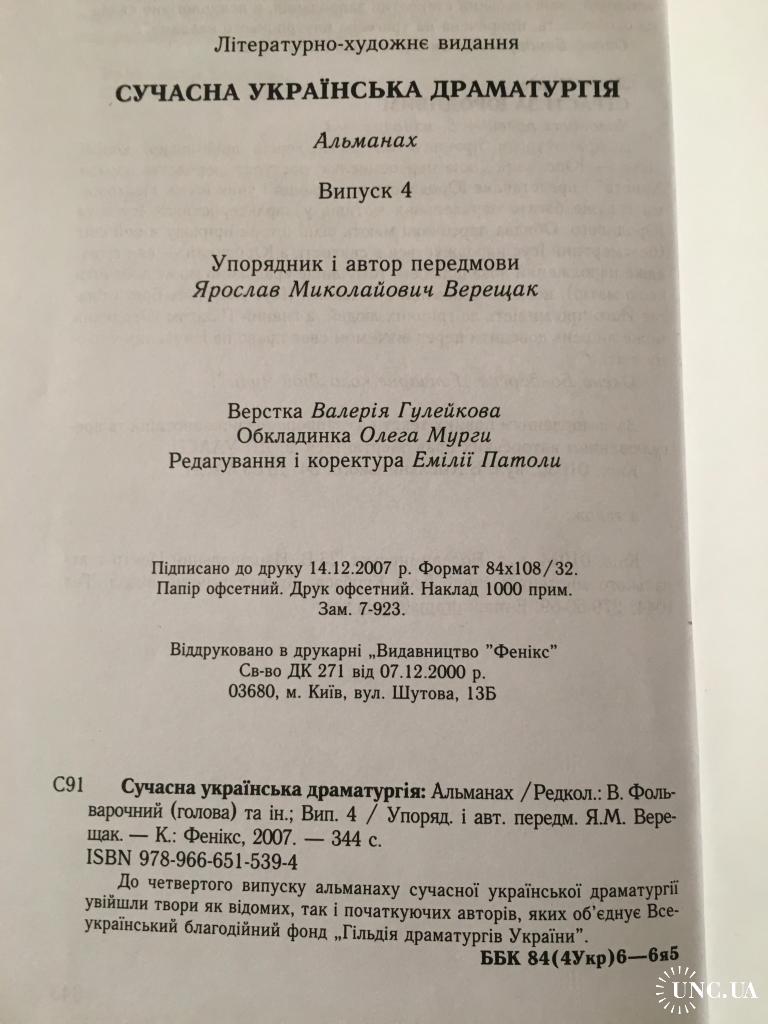 Літературно-художнє видання
СУЧАСНА УКРАЇНСЬКА ДРАМАТУРГІЯ
Альманах
Випуск 4
Упорядник і автор передмови
Ярослав Миколайович Верещак
Верстка Валерія Гулейкова
Обкладинка Олега Мурги
Редагування і коректура Емілії Патоли
Підписано до друку 14.12.2007 р. Формат 84х108/32.
Папір офсетний. Друк офсетний. Наклад 1000 прим.
Зам. 7-923.
Віддруковано в друкарні „Видавництво "Фенікс"
Св-во ДК 271 від 07.12.2000 р.
03680, м. Київ, вул. Шутова, 13Б
С91 Сучасна українська драматургія: Альманах /Редкол.: В. Фоль-
варочний (голова) та ін.; Вип. 4 / Упоряд. і авт. передм. Я.М. Вере-
щак. — К.: Фенікс, 2007. — 344 с.
ISBN 978-966-651-539-4
До четвертого випуску альманаху сучасної української драматургії
увійшли твори як відомих, так і початкуючих авторів, яких об'єднує Все-
український благодійний фонд „Гільдія драматургів України".
ББК 84(4Укр)6—6я5
UNC.UA